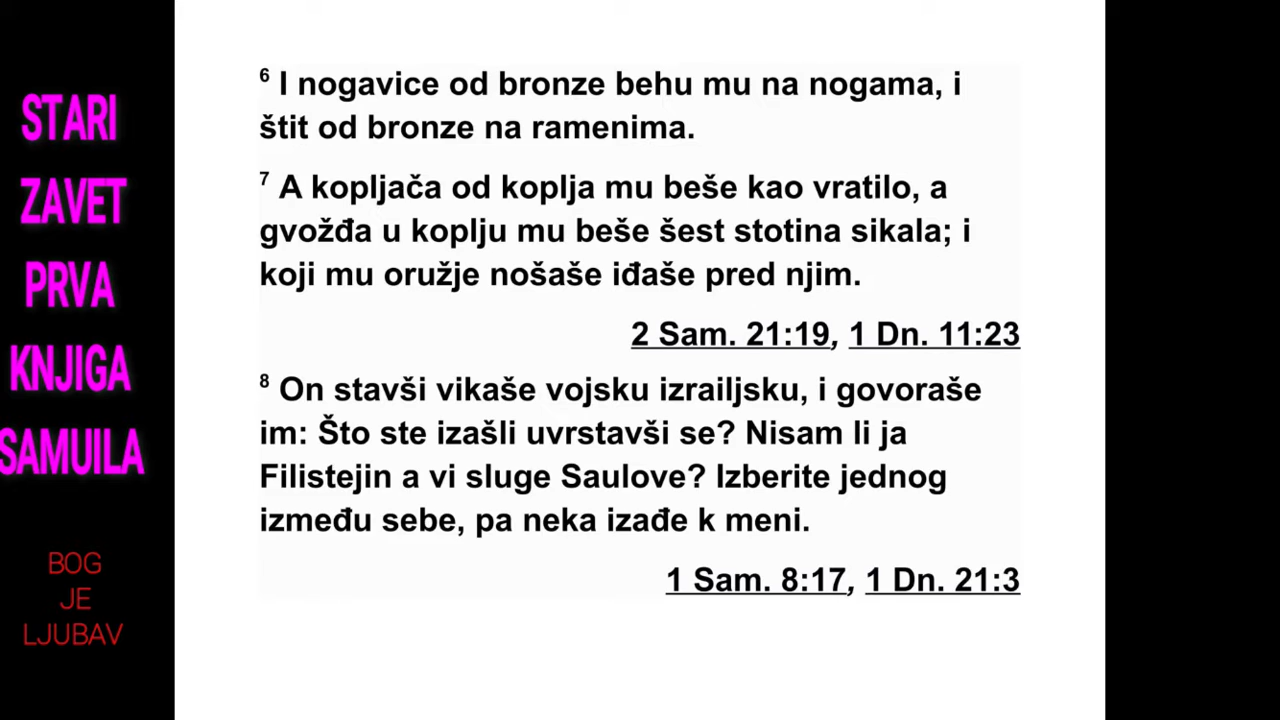 STARI
ZAVET
PRVA
KNJIGA
SAMUILA
BOG
JE
LJUBAV
6 I nogavice od bronze behu mu na nogama, i
štit od bronze na ramenima.
7 A kopljača od koplja mu beše kao vratilo, a
gvožđa u koplju mu beše šest stotina sikala; i
koji mu oružje nošaše iđaše pred njim.
2 Sam. 21:19, 1 Dn. 11:23
8 On stavši vikaše vojsku izrailjsku, i govoraše
im: Što ste izašli uvrstavši se? Nisam li ja
Filistejin a vi sluge Saulove? Izberite jednog
između sebe, pa neka izađe k meni.
1 Sam. 8:17, 1 Dn. 21:3